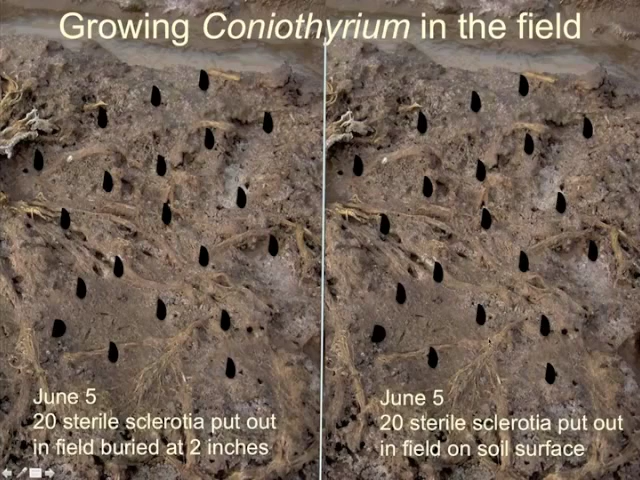 Growing Coniothyrium in the field
June 5
20 sterile sclerotia put out
in field buried at 2 inches
June 5
20 sterile sclerotia put out
in field on soil surface